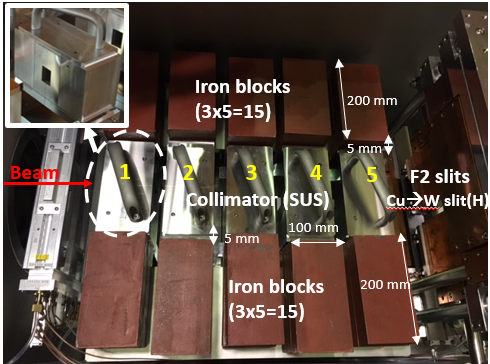 Iron blocks
(3x5=15)
200 mm
5 mm
Beam
1
2
3
4
5
F2 slits
Collimator (SUS)
Cu→W slit(H)
5 mm
100 mm
Iron blocks
(3x5=15)
200 mm